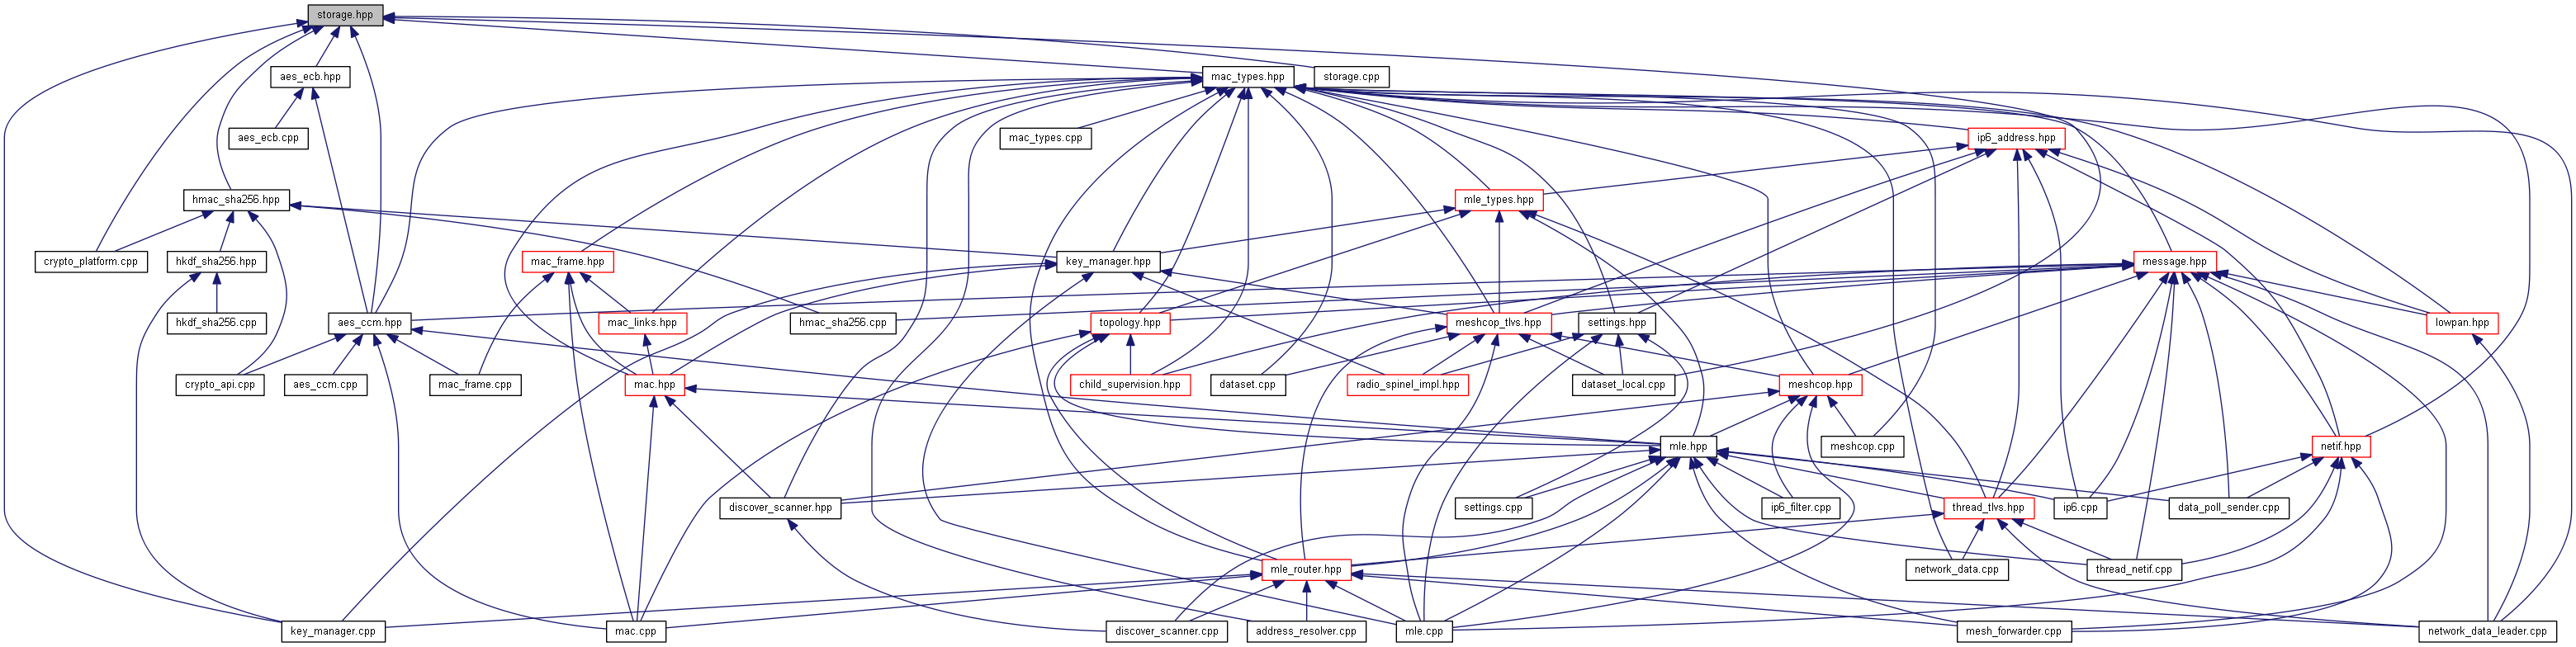 storage.hpp
aes_ecb.hpp
mac_types.hpp
storage.cpp
aes_ecb.cpp
mac_types.cpp
ip6_address.hpp
hmac_sha256.hpp
mle_types.hpp
crypto_platform.cpp
hkdf_sha256.hpp
mac_frame.hpp
key_manager.hpp
message.hpp
hkdf_sha256.cpp
aes_ccm.hpp
mac_links.hpp
hmac_sha256.cpp
topology.hpp
meshcop_tlvs.hpp
settings.hpp
lowpan.hpp
crypto_api.cpp
aes_ccm.cpp
mac_frame.cpp
mac.hpp
child_supervision.hpp
dataset.cpp
radio_spinel_impl.hpp
dataset_local.cpp
meshcop.hpp
mle.hpp
meshcop.cpp
netif.hpp
discover_scanner.hpp
settings.cpp
ip6_filter.cpp
thread_tlvs.hpp
ip6.cpp
data_poll_sender.cpp
mle_router.hpp
network_data.cpp
thread_netif.cpp
key_manager.cpp
mac.cpp
discover_scanner.cpp
address_resolver.cpp
mle.cpp
mesh_forwarder.cpp
network_data_leader.cpp